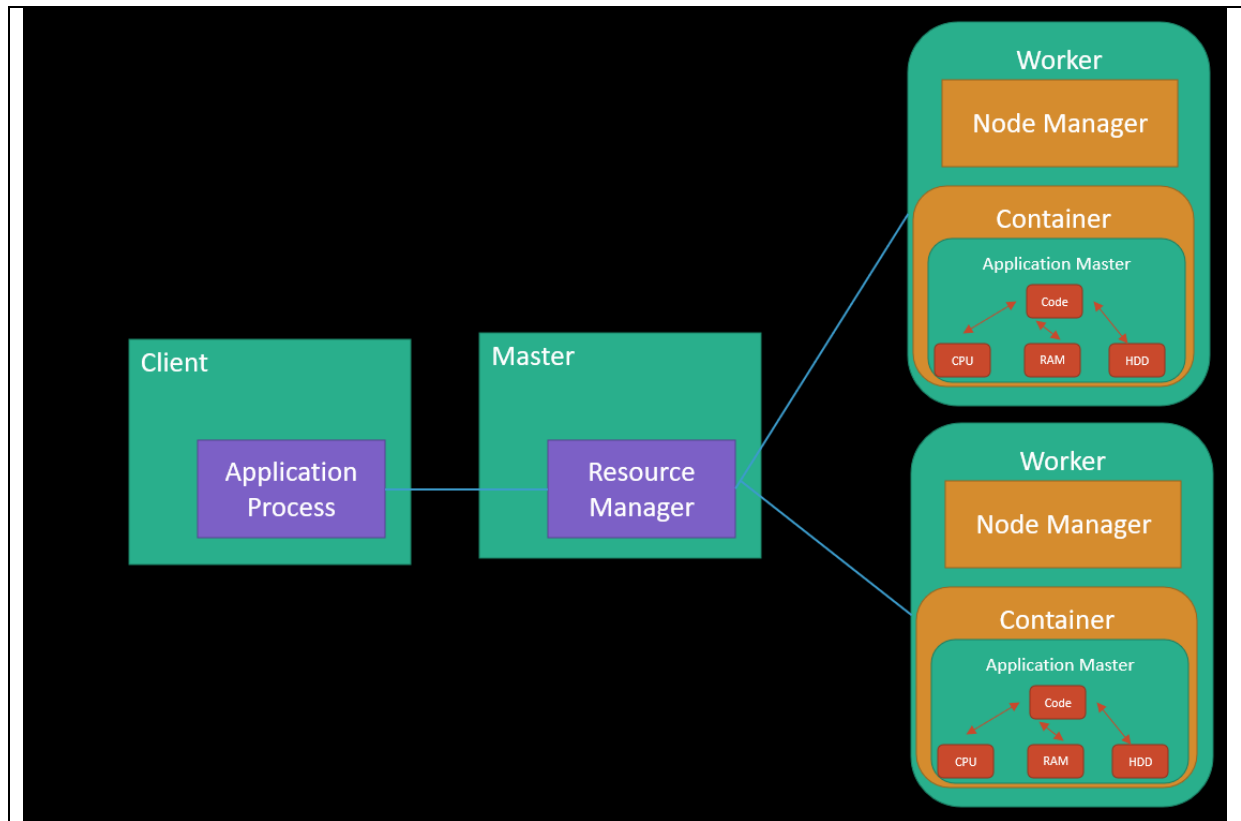 Client
Application
Process
Master
Resource
Manager
Worker
Node Manager
Container
Application Master
Code
CPU
RAM
HDD
Worker
Node Manager
Container
Application Master
Code
CPU
RAM
HDD